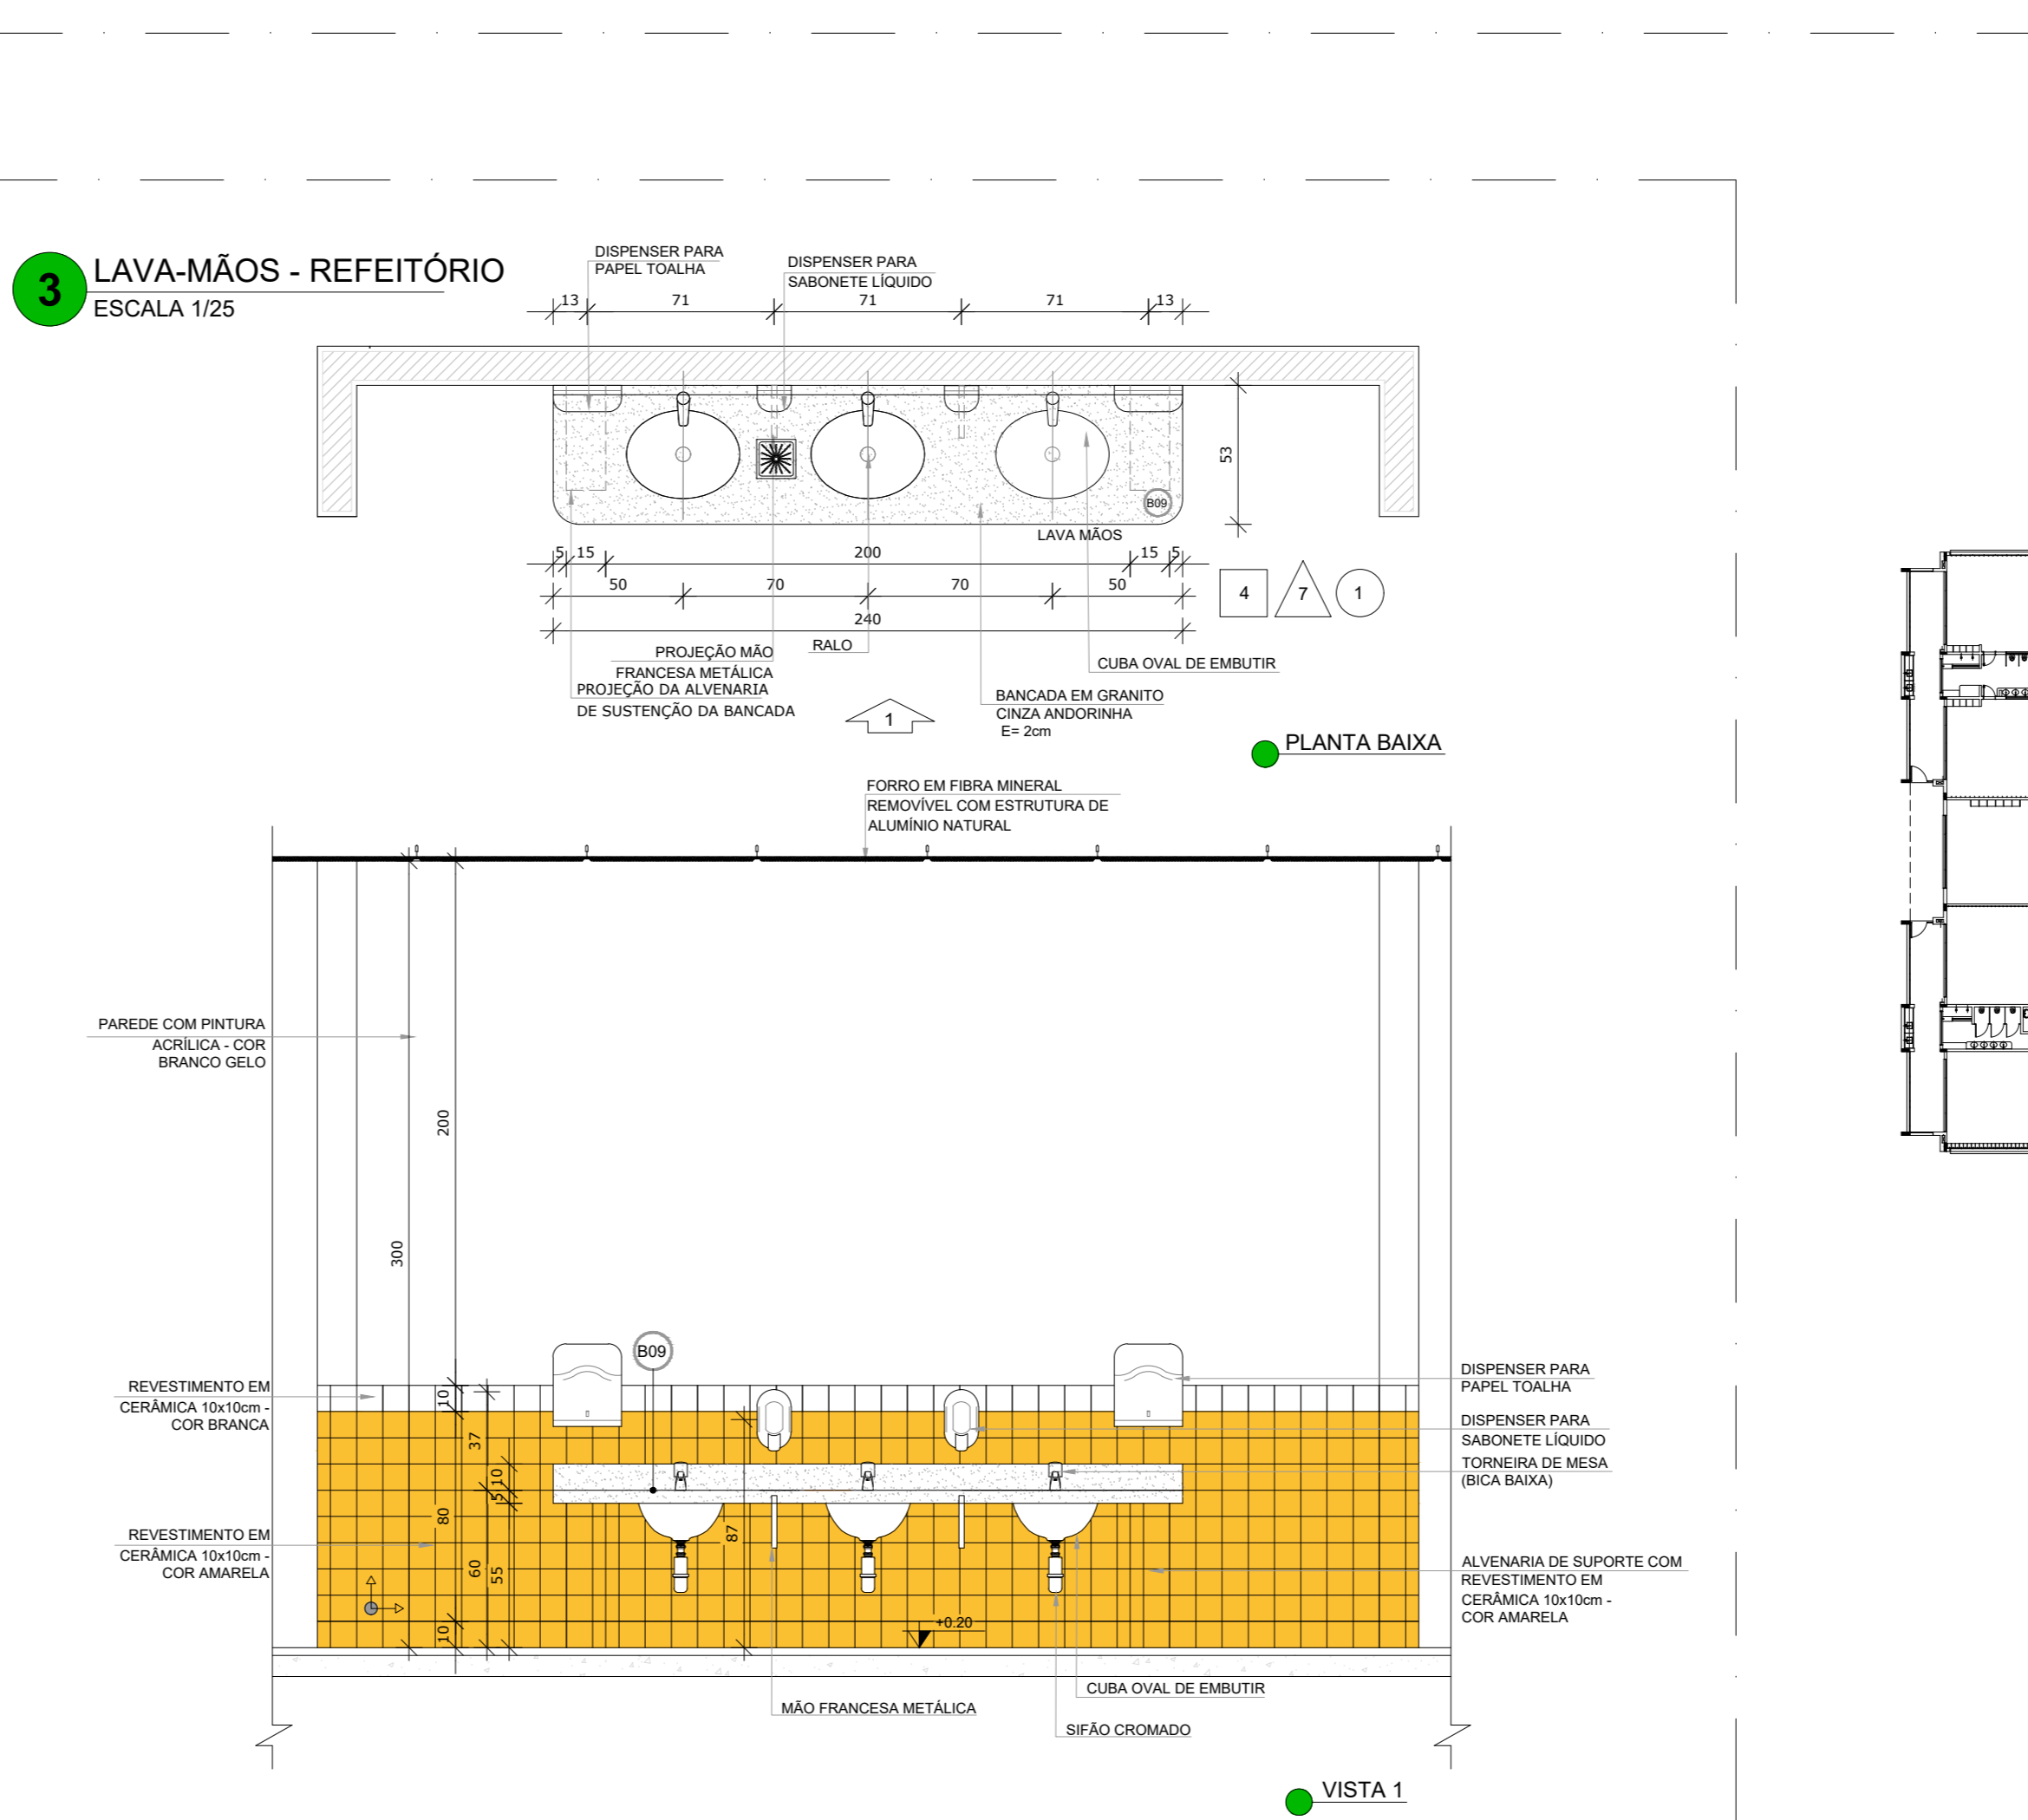 3
LAVA-MÃOS - REFEITÓRIO
ESCALA 1/25
DISPENSER PARA
PAPEL TOALHA
DISPENSER PARA
SABONETE LÍQUIDO
13 71 71 71 13
53
B09
LAVA MÃOS
5 15 200 15 5
50 70 70 50
240
4 7 1
PROJEÇÃO MÃO
FRANCESA METÁLICA
RALO
CUBA OVAL DE EMBUTIR
PROJEÇÃO DA ALVENARIA
DE SUSTENÇÃO DA BANCADA
BANCADA EM GRANITO
CINZA ANDORINHA
E= 2cm
1
PLANTA BAIXA
FORRO EM FIBRA MINERAL
REMOVÍVEL COM ESTRUTURA DE
ALUMÍNIO NATURAL
PAREDE COM PINTURA
ACRÍLICA - COR
BRANCO GELO
200
300
B09
REVESTIMENTO EM
CERÂMICA 10x10cm -
COR BRANCA
10
37
10
5
80
87
60
55
10
+0.20
DISPENSER PARA
PAPEL TOALHA
DISPENSER PARA
SABONETE LÍQUIDO
TORNEIRA DE MESA
(BICA BAIXA)
REVESTIMENTO EM
CERÂMICA 10x10cm -
COR AMARELA
ALVENARIA DE SUPORTE COM
REVESTIMENTO EM
CERÂMICA 10x10cm -
COR AMARELA
CUBA OVAL DE EMBUTIR
MÃO FRANCESA METÁLICA
SIFÃO CROMADO
VISTA 1